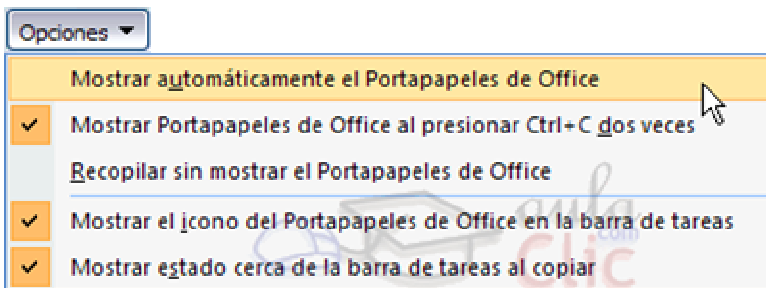 Opciones
Mostrar automáticamente el Portapapeles de Office
Mostrar Portapapeles de Office al presionar Ctrl+C dos veces
Recopilar sin mostrar el Portapapeles de Office
Mostrar el icono del Portapapeles de Office en la barra de tareas
Mostrar estado cerca de la barra de tareas al copiar
aula
.com
Clic